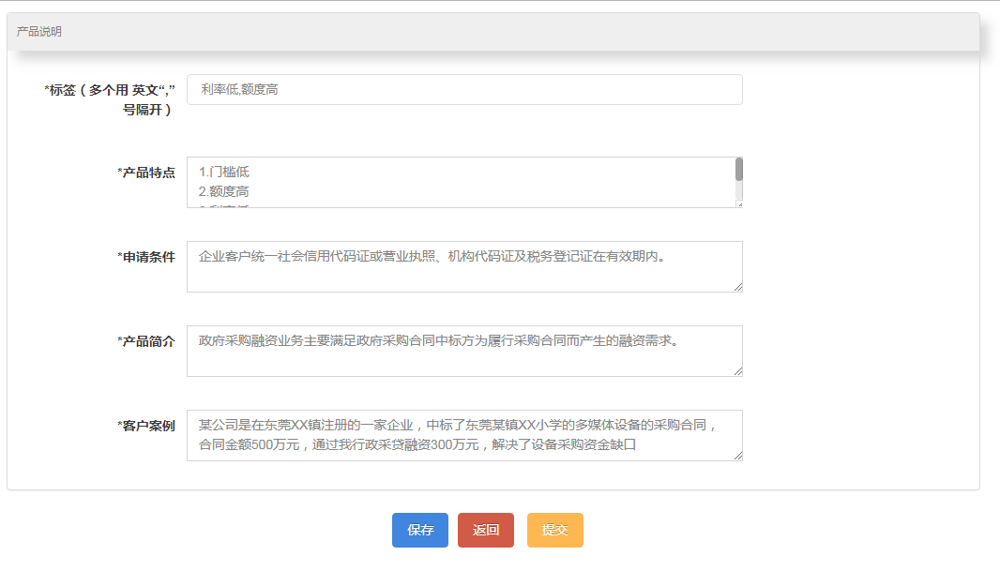 产品说明
*标签（多个用 英文“,” 利率低,额度高
号隔开）
*产品特点 1.门槛低
2.额度高
*申请条件 企业客户统一社会信用代码证或营业执照、机构代码证及税务登记证在有效期内。
*产品简介 政府采购融资业务主要满足政府采购合同中标方为履行采购合同而产生的融资需求。
*客户案例 某公司是在东莞XX镇注册的一家企业，中标了东莞某镇XX小学的多媒体设备的采购合同，
合同金额500万元，通过我行政采贷融资300万元，解决了设备采购资金缺口
保存 返回 提交